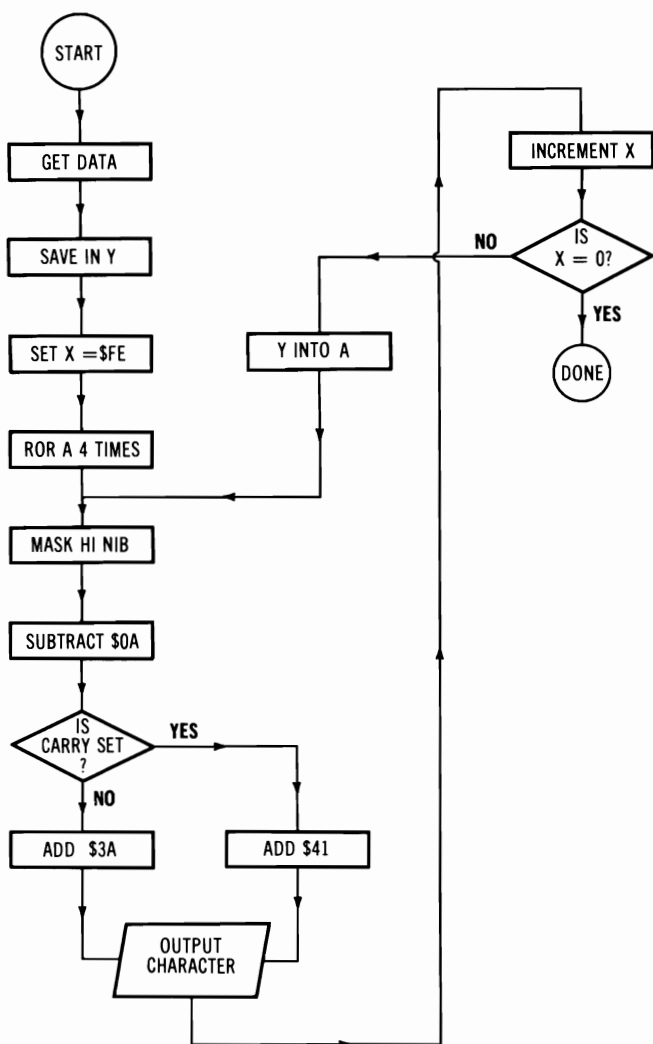 START
GET DATA
SAVE IN Y
SET X =$FE
ROR A 4 TIMES
MASK HI NIB
SUBTRACT $0A
IS
CARRY SET
?
YES
NO
ADD $3A
ADD $41
OUTPUT
CHARACTER
INCREMENT X
IS
X = 0?
NO
YES
Y INTO A
DONE